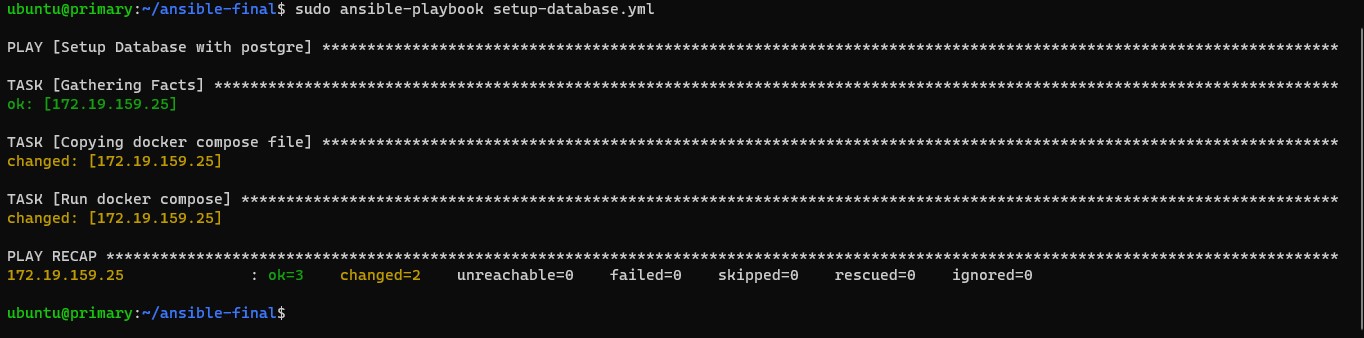 ubuntu@primary:~/ansible-final$ sudo ansible-playbook setup-database.yml
PLAY [Setup Database with postgre] *****************************************************************************************************************
TASK [Gathering Facts] *****************************************************************************************************************************
ok: [172.19.159.25]
TASK [Copying docker compose file] *****************************************************************************************************************
changed: [172.19.159.25]
TASK [Run docker compose] **************************************************************************************************************************
changed: [172.19.159.25]
PLAY RECAP *****************************************************************************************************************************************
172.19.159.25              : ok=3    changed=2    unreachable=0    failed=0    skipped=0    rescued=0    ignored=0
ubuntu@primary:~/ansible-final$